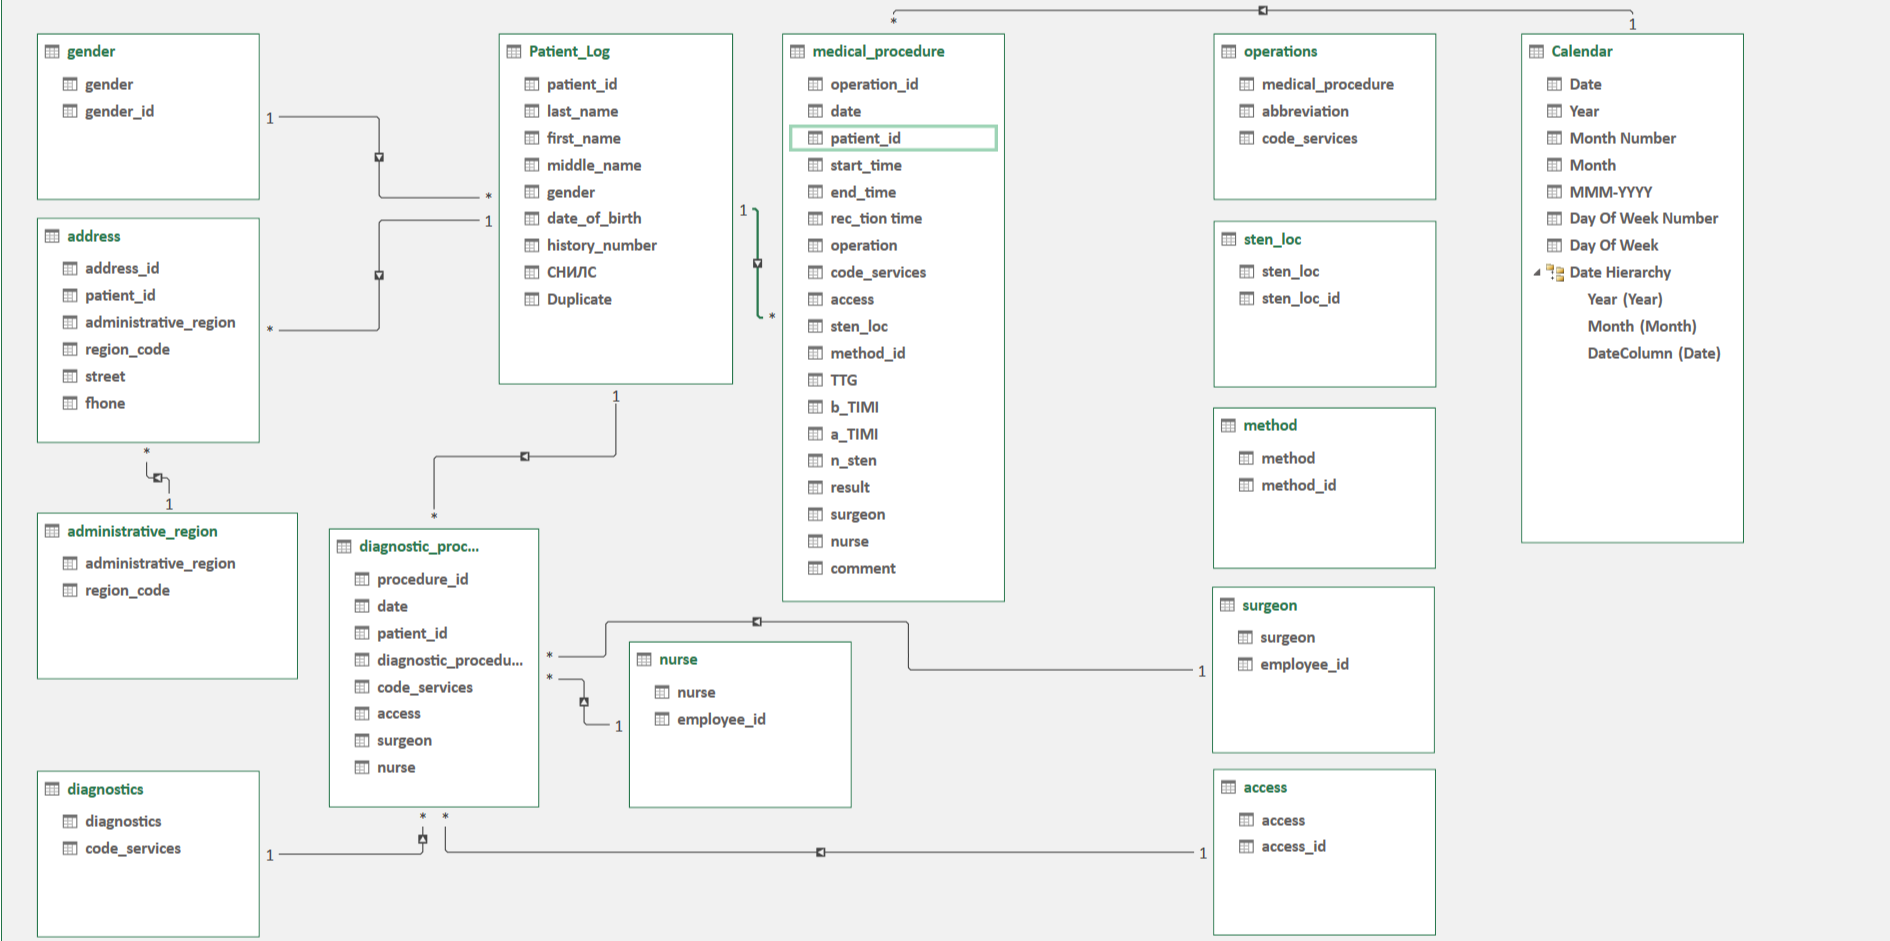 gender
gender
gender_id
1
*
address
address_id
patient_id
administrative_region
region_code
street
fhone
1
*
*
1
administrative_region
administrative_region
region_code
Patient_Log
patient_id
last_name
first_name
middle_name
gender
date_of_birth
history_number
СНИЛС
Duplicate
1
*
1
*
diagnostic_proc...
procedure_id
date
patient_id
diagnostic_procedu...
code_services
access
surgeon
nurse
*
*
1
nurse
nurse
employee_id
diagnostics
diagnostics
code_services
1
*
*
1
medical_procedure
operation_id
date
patient_id
start_time
end_time
rec_tion time
operation
code_services
access
sten_loc
method_id
TTG
b_TIMI
a_TIMI
n_sten
result
surgeon
nurse
comment
*
1
operations
medical_procedure
abbreviation
code_services
sten_loc
sten_loc
sten_loc_id
method
method
method_id
1
surgeon
surgeon
employee_id
access
access
access_id
Calendar
Date
Year
Month Number
Month
MMM-YYYY
Day Of Week Number
Day Of Week
Date Hierarchy
Year (Year)
Month (Month)
DateColumn (Date)